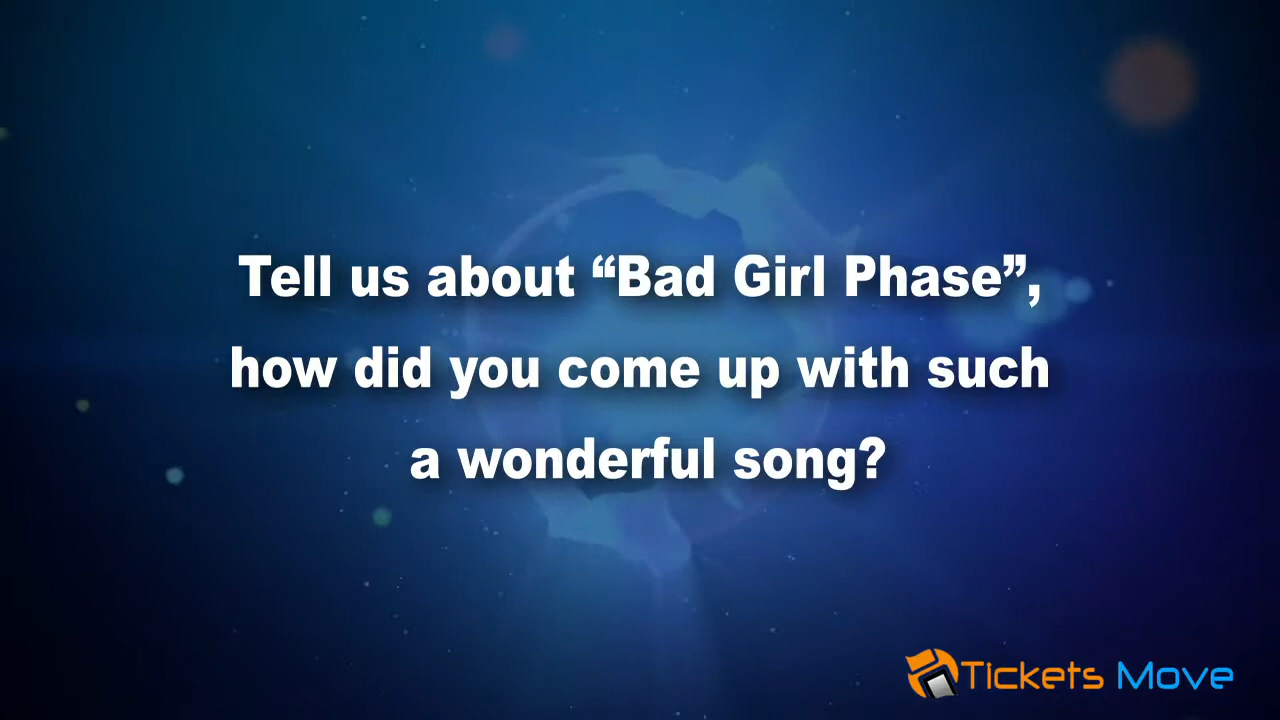 Tell us about “Bad Girl Phase”,
how did you come up with such
a wonderful song?
Tickets Move